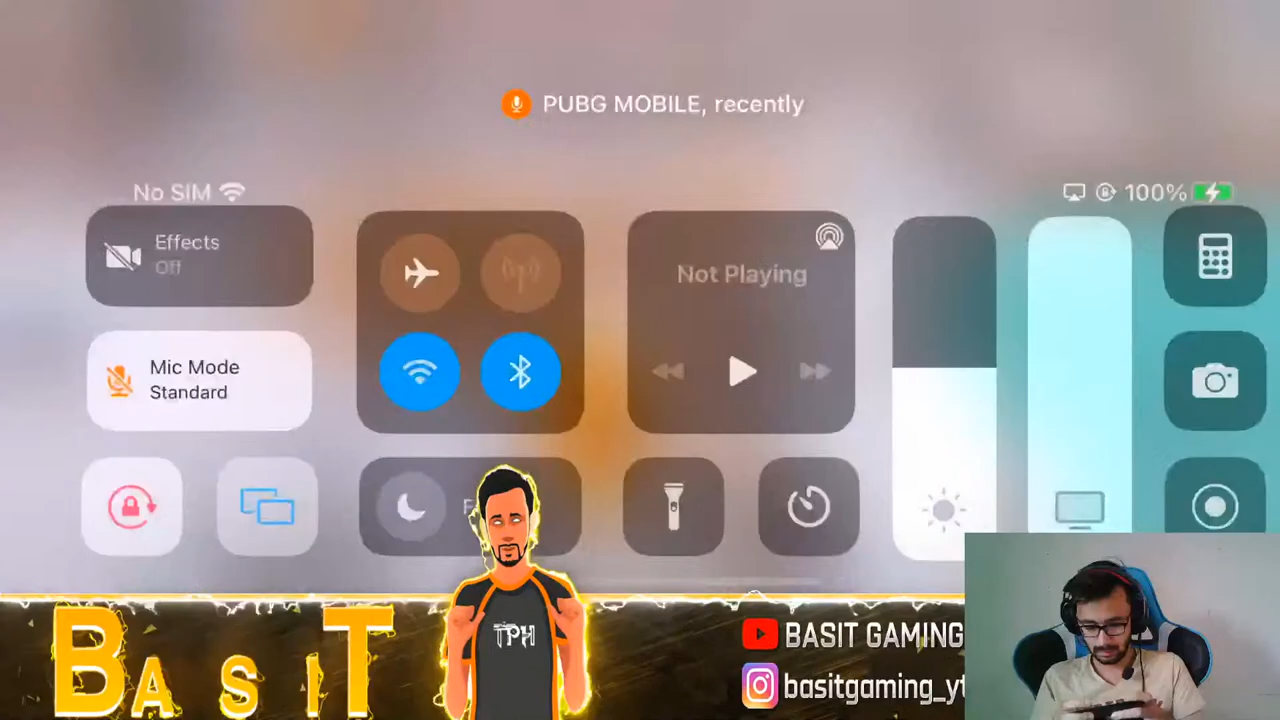 PUBG MOBILE, recently
No SIM
100%
Effects
Off
Mic Mode
Standard
Not Playing
BASIT
TPH
BASIT GAMING
basitgaming_yt